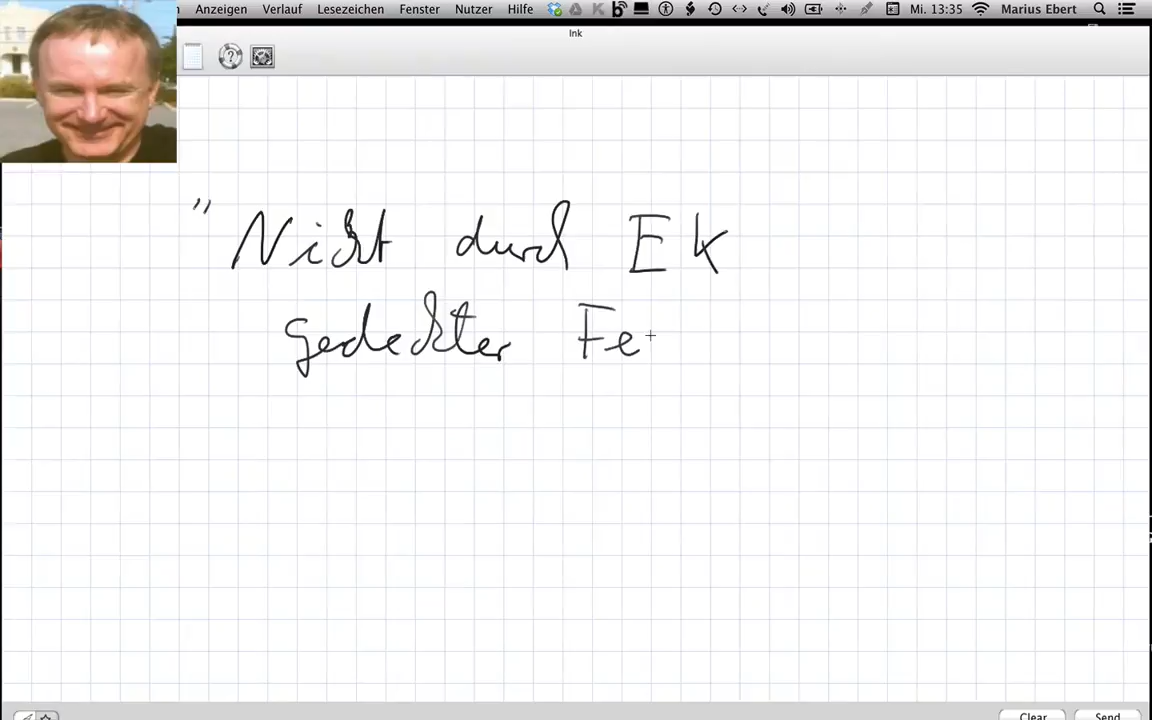 Anzeigen Verlauf Lesezeichen Fenster Nutzer Hilfe Mi. 13:35 Marius Ebert
Ink
"Nicht durch EK
gedeckter Fe
Clear Send